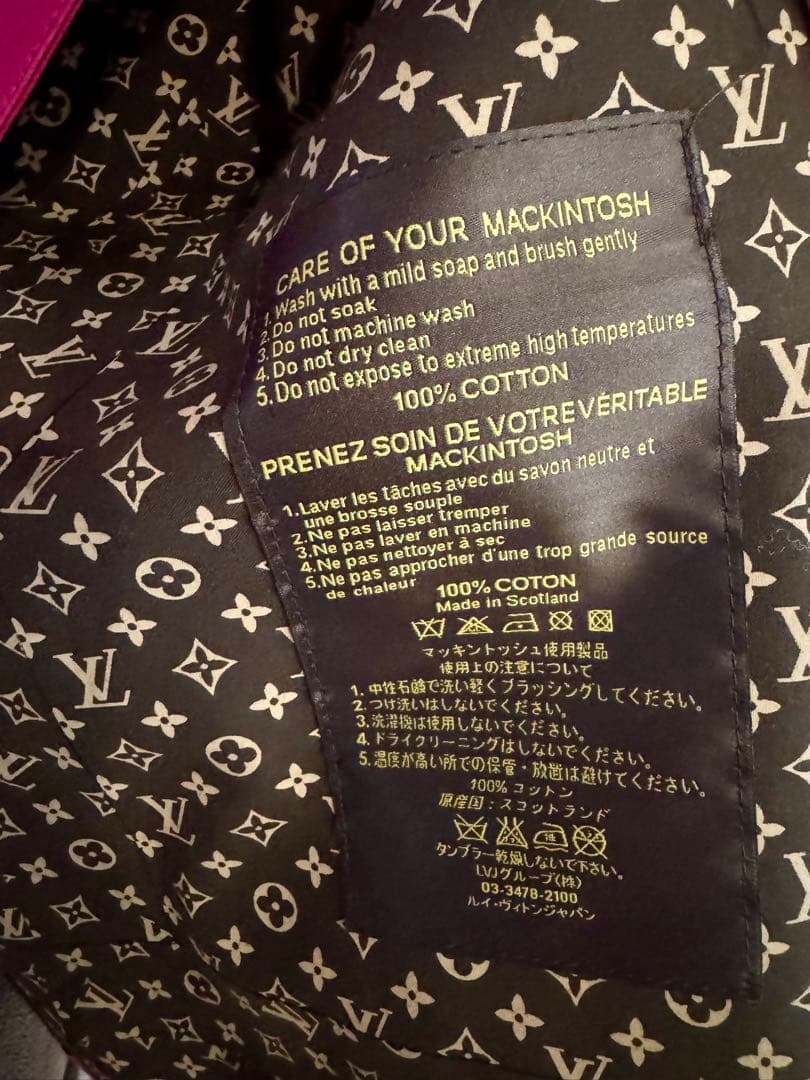 CARE OF YOUR MACKINTOSH
1. Wash with a mild soap and brush gently
2. Do not soak
3. Do not machine wash
4. Do not dry clean
5. Do not expose to extreme high temperatures
100% COTTON
PRENEZ SOIN DE VOTRE VÉRITABLE
MACKINTOSH
1. Laver les tâches avec du savon neutre et
une brosse souple
2. Ne pas laisser tremper
3. Ne pas laver en machine
4. Ne pas nettoyer à sec
5. Ne pas approcher d'une trop grande source
de chaleur
100% COTON
Made in Scotland
マッキントッシュ使用製品
使用上の注意について
1. 中性石鹸で洗い軽くブラッシングしてください。
2. つけ洗いはしないでください。
3. 洗濯機は使用しないでください。
4. ドライクリーニングはしないでください。
5. 温度が高い所での保管・放置は避けてください。
100% コットン
原産国：スコットランド
タンブラー乾燥しないで下さい。
LVJグループ(株)
03-3478-2100
ルイ・ヴィトンジャパン